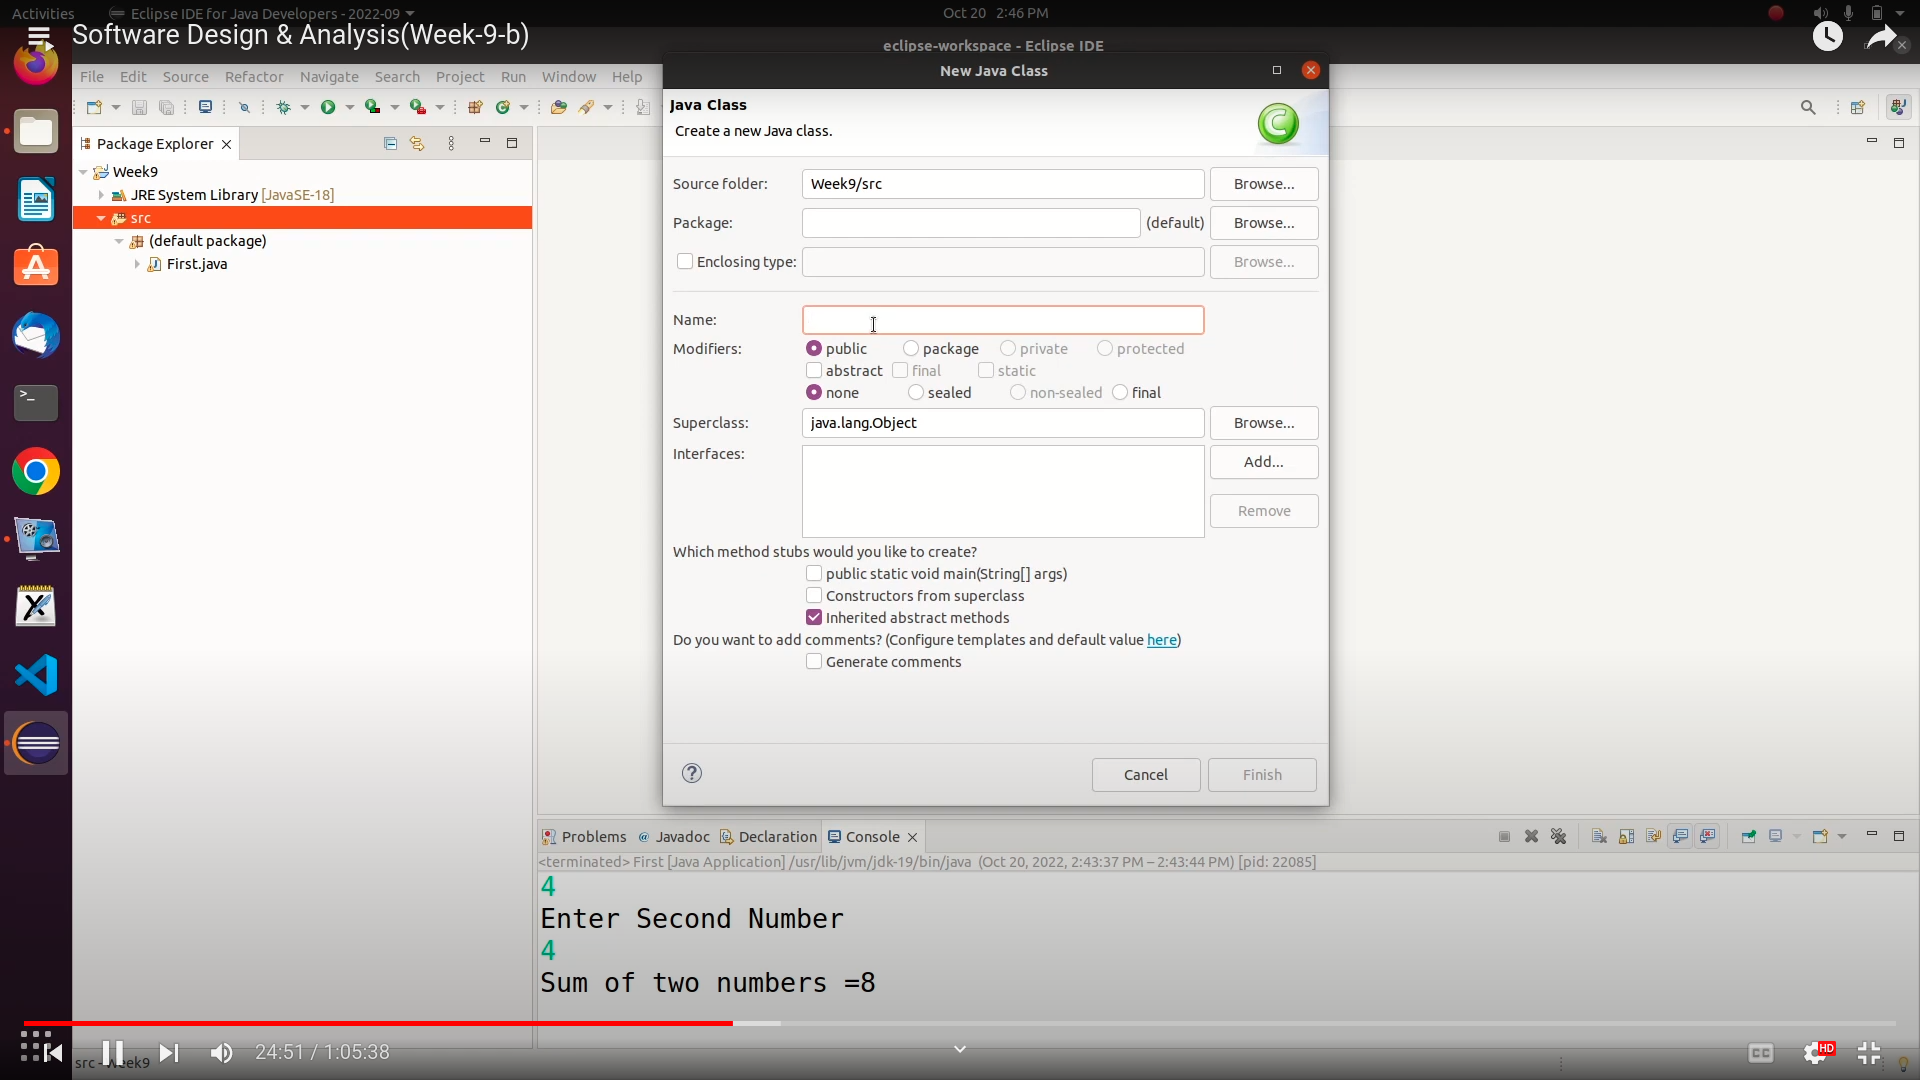 Activities Eclipse IDE for Java Developers - 2022-09 Oct 20 2:46 PM
Software Design & Analysis(Week-9-b)
eclipse-workspace - Eclipse IDE
File Edit Source Refactor Navigate Search Project Run Window Help
New Java Class
Java Class
Create a new Java class.
Package Explorer
Week9
JRE System Library [JavaSE-18]
src
(default package)
First.java
Source folder: Week9/src Browse...
Package: (default) Browse...
Enclosing type: Browse...
Name:
Modifiers: public package private protected
abstract final static
none sealed non-sealed final
Superclass: java.lang.Object Browse...
Interfaces: Add...
Remove
Which method stubs would you like to create?
public static void main(String[] args)
Constructors from superclass
Inherited abstract methods
Do you want to add comments? (Configure templates and default value here)
Generate comments
Cancel Finish
Problems Javadoc Declaration Console
<terminated> First [Java Application] /usr/lib/jvm/jdk-19/bin/java (Oct 20, 2022, 2:43:37 PM – 2:43:44 PM) [pid: 22085]
4
Enter Second Number
4
Sum of two numbers =8
24:51 / 1:05:38
CC HD
src - Week9